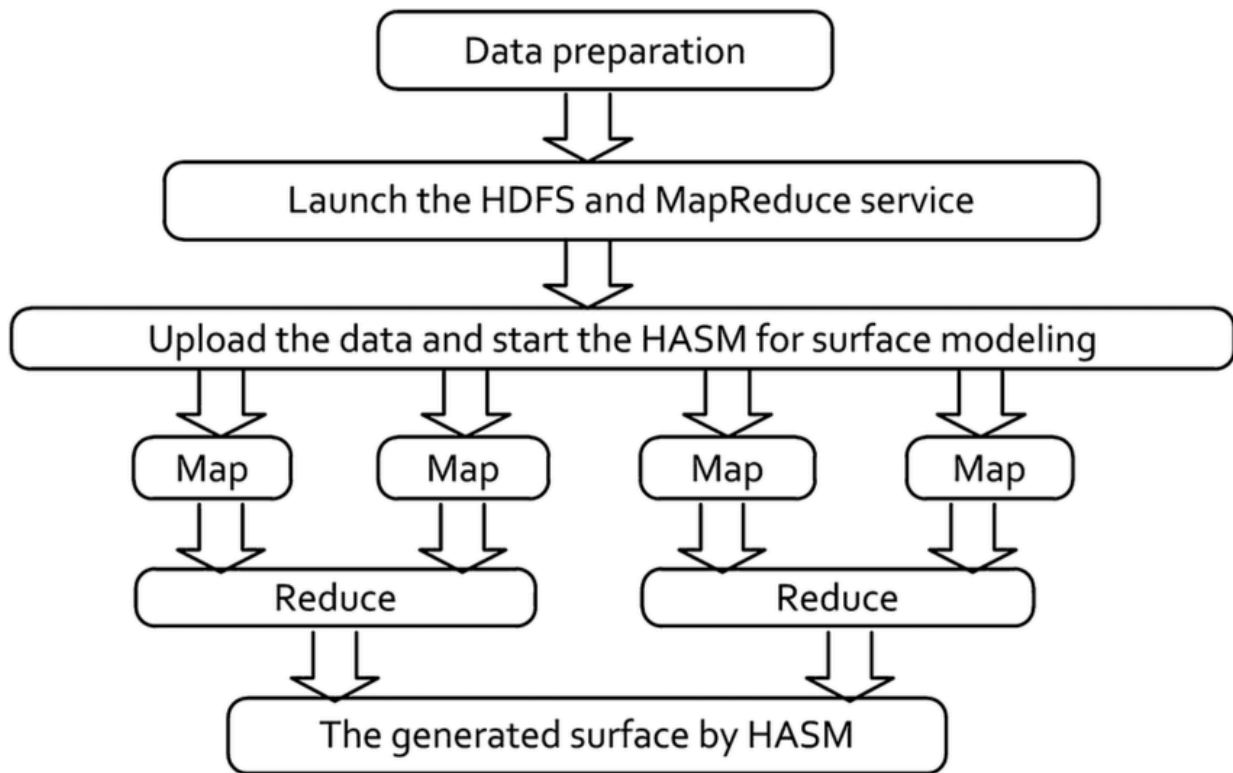 Data preparation
Launch the HDFS and MapReduce service
Upload the data and start the HASM for surface modeling
Map
Map
Map
Map
Reduce
Reduce
The generated surface by HASM